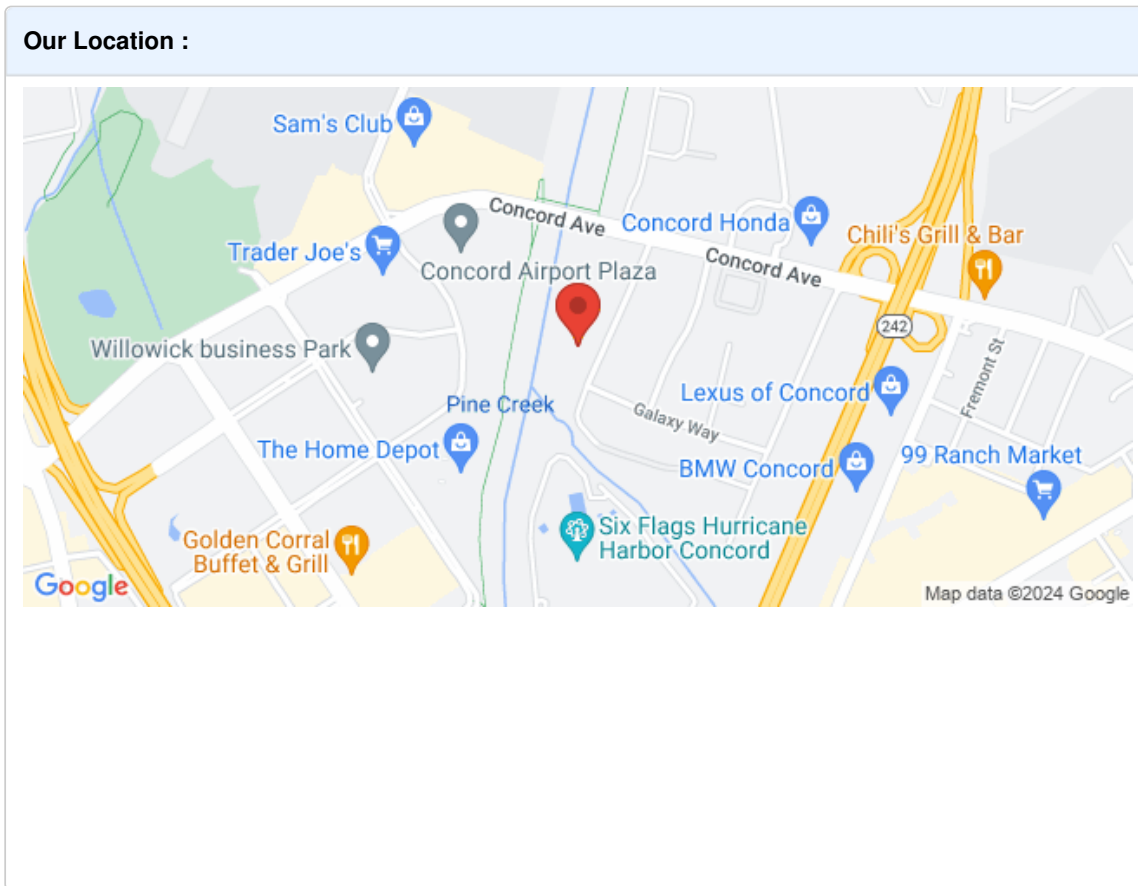 Our Location :
Sam's Club
Concord Ave
Concord Honda
Chili's Grill & Bar
Trader Joe's
Concord Airport Plaza
Concord Ave
242
Willowick business Park
Fremont St
Lexus of Concord
Pine Creek
Galaxy Way
The Home Depot
BMW Concord
99 Ranch Market
Golden Corral
Buffet & Grill
Six Flags Hurricane
Harbor Concord
Google
Map data ©2024 Google